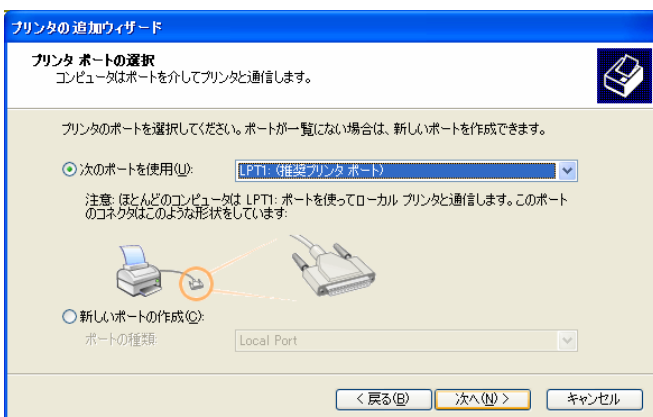 プリンタの追加ウィザード
プリンタ ポートの選択
コンピュータはポートを介してプリンタと通信します。
プリンタのポートを選択してください。ポートが一覧にない場合は、新しいポートを作成できます。
次のポートを使用(U): LPT1: (推奨プリンタ ポート)
注意: ほとんどのコンピュータは LPT1: ポートを使ってローカル プリンタと通信します。このポート
のコネクタはこのような形状をしています:
新しいポートの作成(C):
ポートの種類: Local Port
< 戻る(B) 次へ(N) > キャンセル